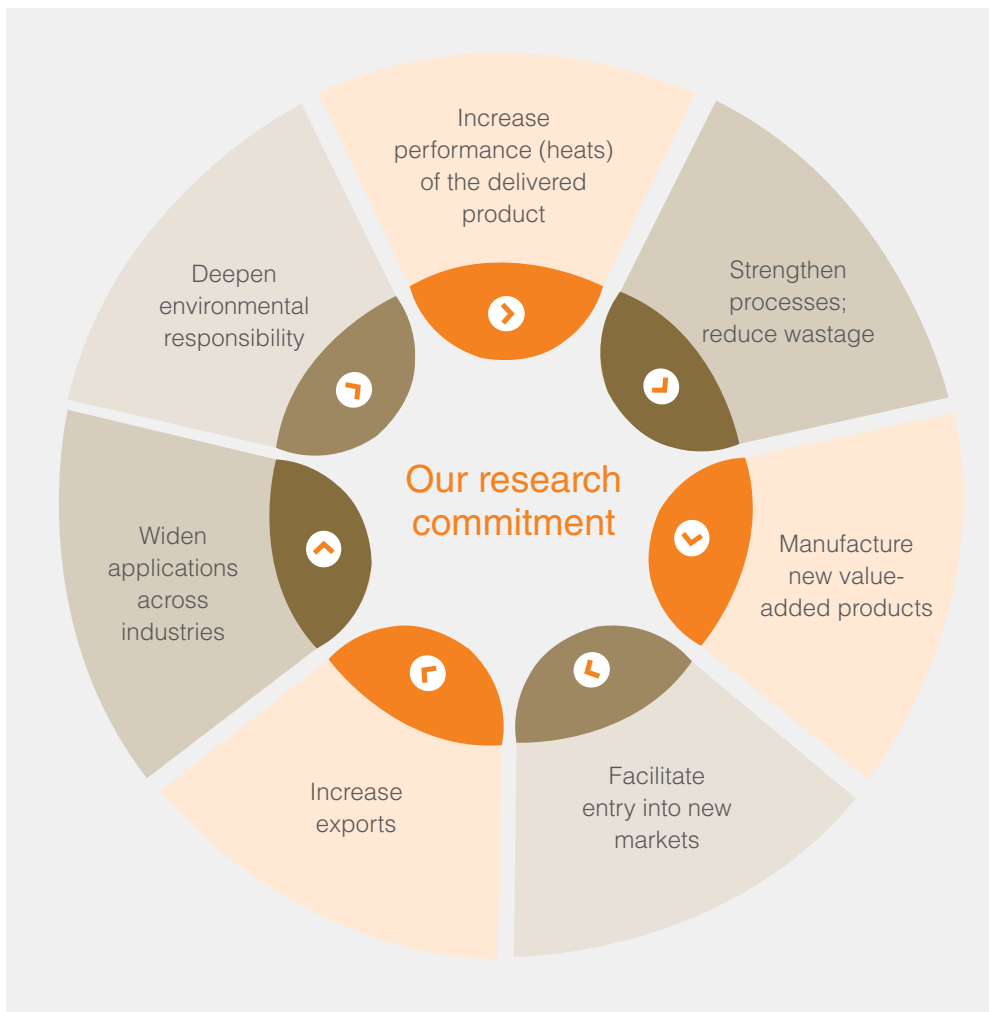 Increase
performance (heats)
of the delivered
product
Strengthen
processes;
reduce wastage
Manufacture
new value-
added products
Facilitate
entry into new
markets
Increase
exports
Widen
applications
across
industries
Deepen
environmental
responsibility
Our research
commitment